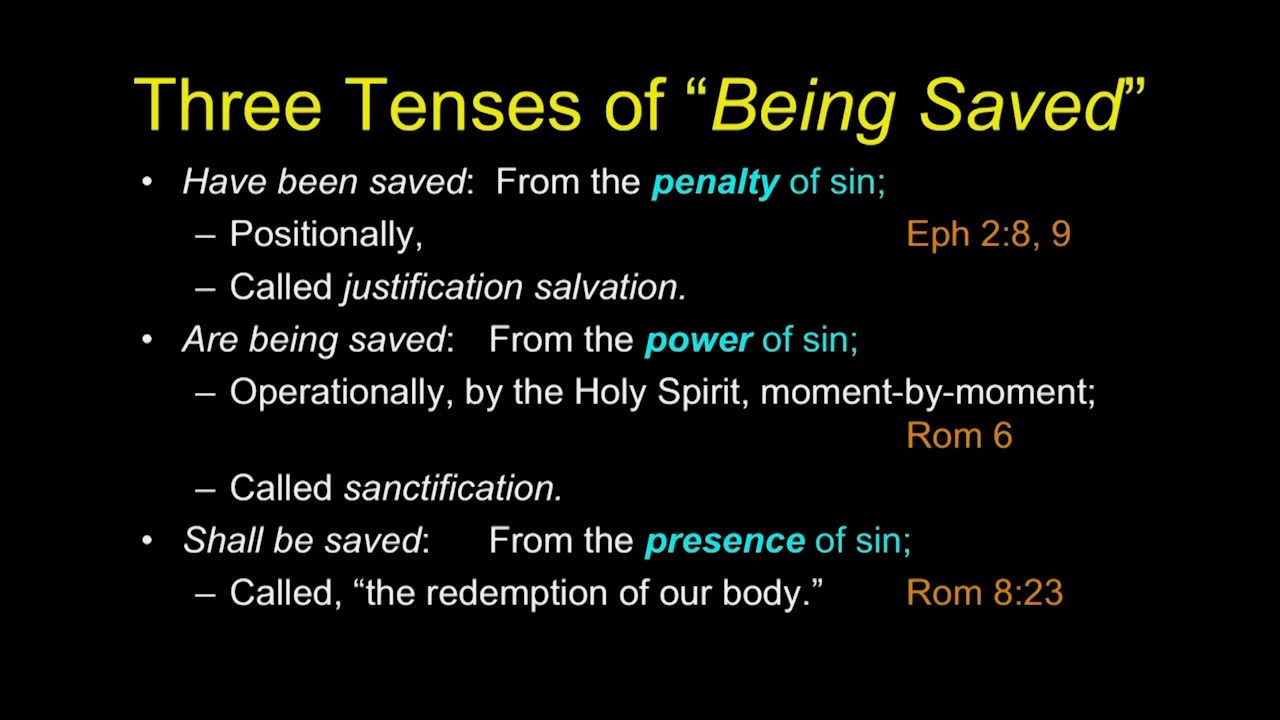 Three Tenses of “Being Saved”
• Have been saved: From the penalty of sin;
– Positionally, Eph 2:8, 9
– Called justification salvation.
• Are being saved: From the power of sin;
– Operationally, by the Holy Spirit, moment-by-moment;
Rom 6
– Called sanctification.
• Shall be saved: From the presence of sin;
– Called, “the redemption of our body.” Rom 8:23